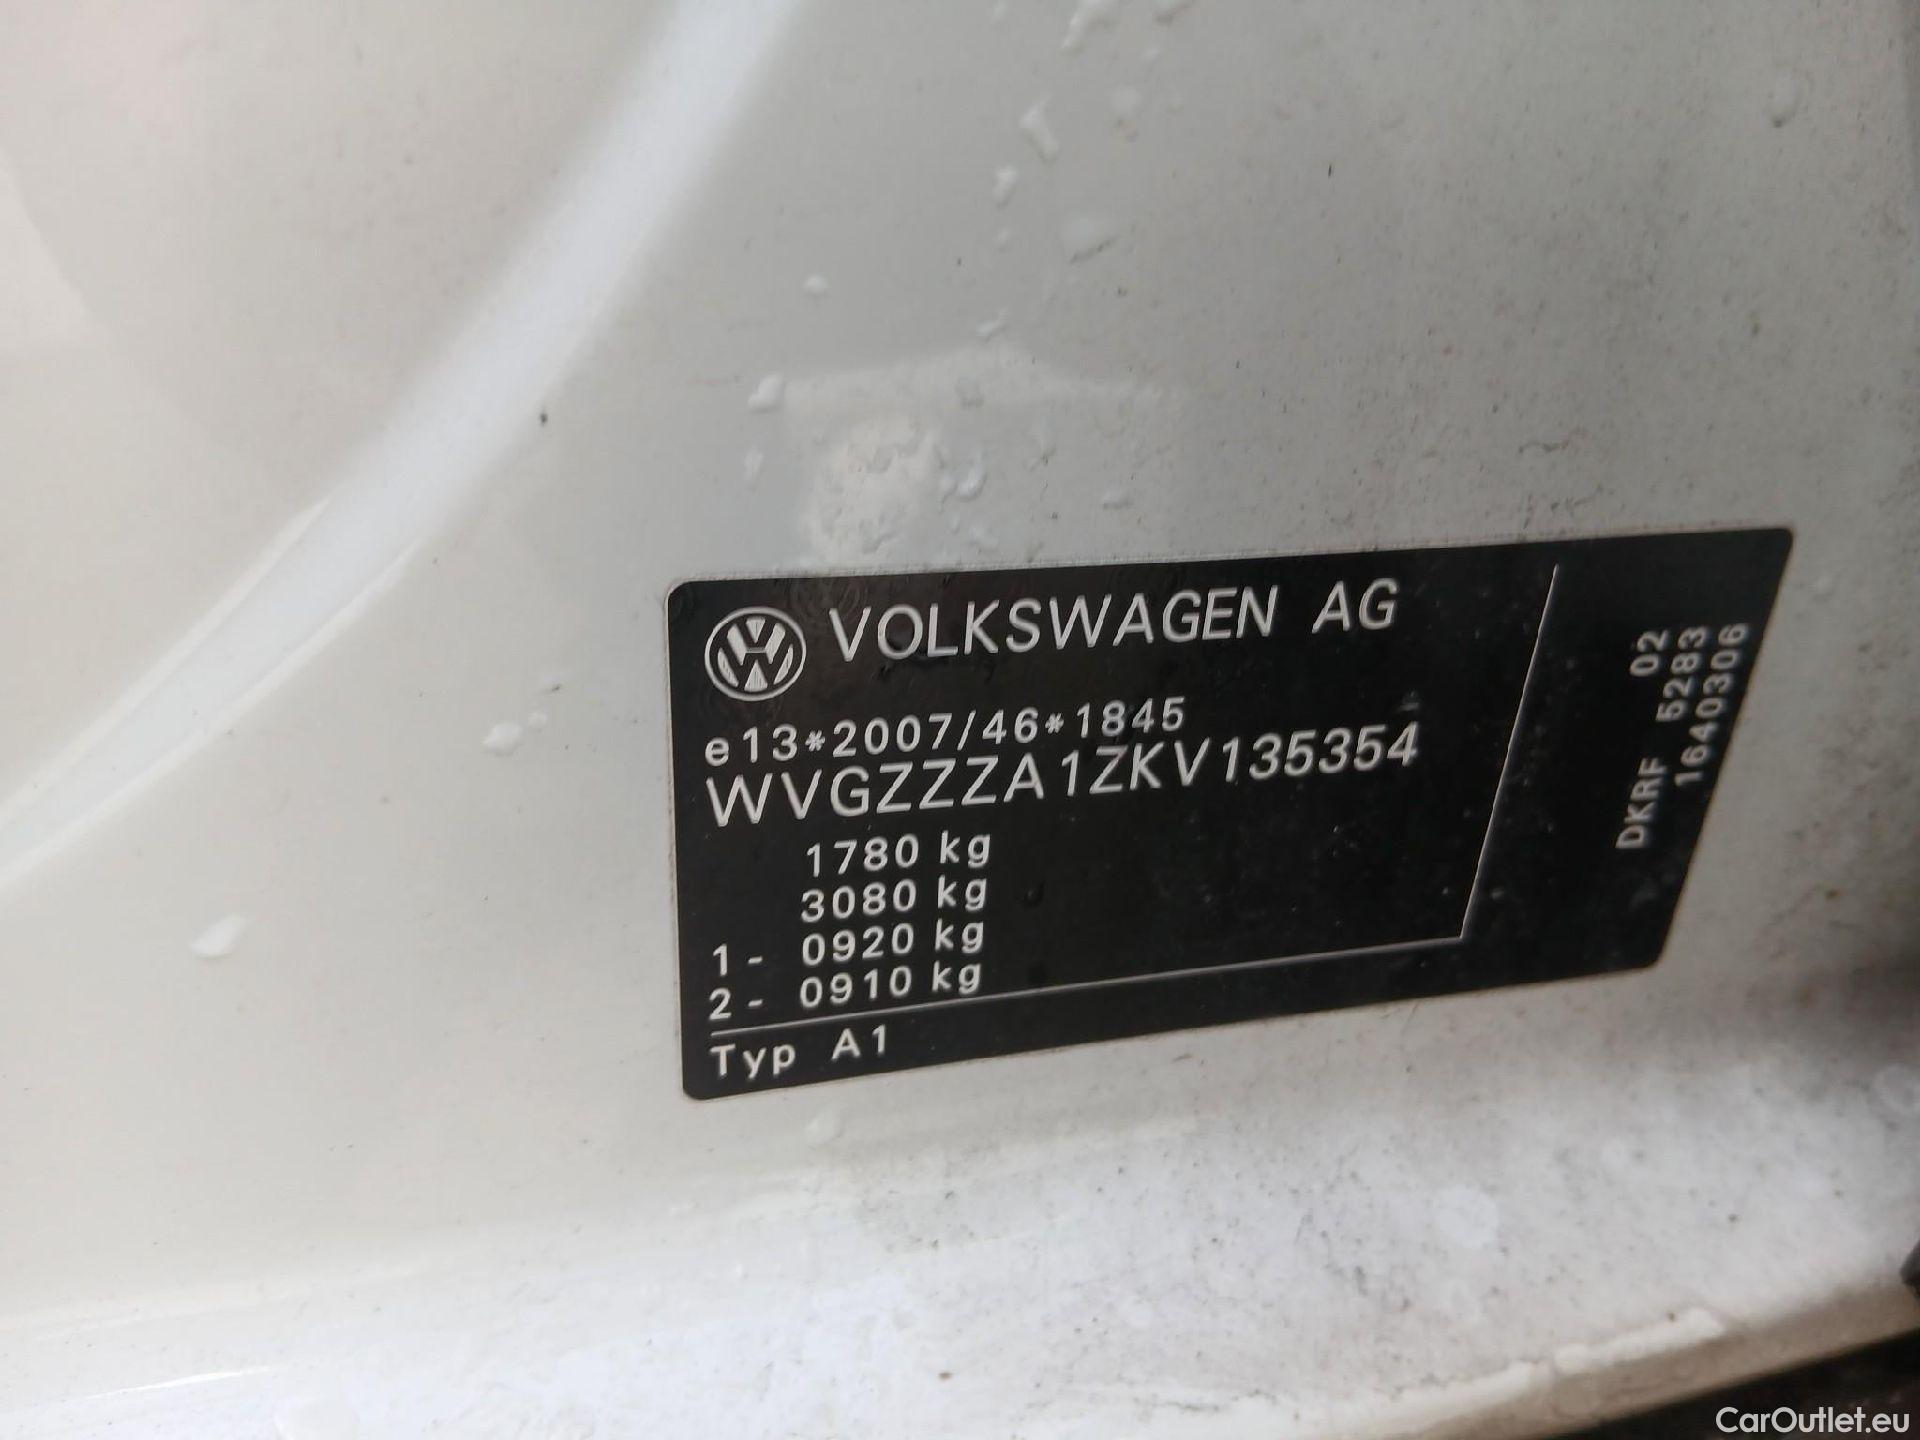 VOLKSWAGEN AG
e13*2007/46*1845
WVGZZZA1ZKV135354
1780 kg
3080 kg
1- 0920 kg
2- 0910 kg
Typ A1
DKRF 02
5283
1640306
CarOutlet.eu